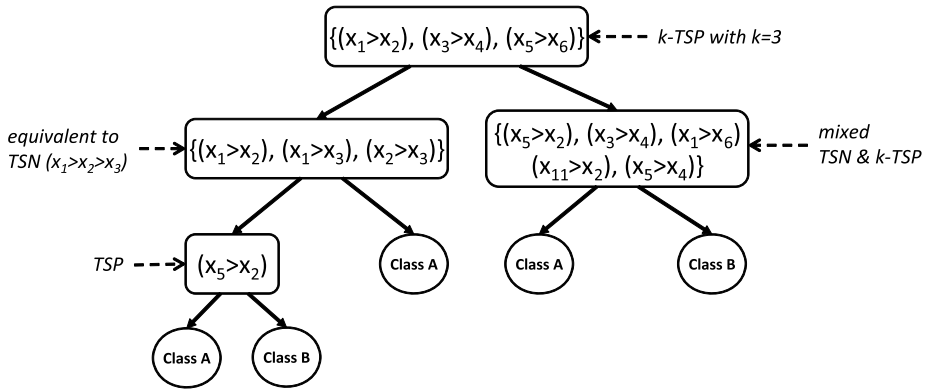 {(x₁>x₂), (x₃>x₄), (x₅>x₆)}
k-TSP with k=3
equivalent to
TSN (x₁>x₂>x₃)
{(x₁>x₂), (x₁>x₃), (x₂>x₃)}
{(x₅>x₂), (x₃>x₄), (x₁>x₆)
(x₁₁>x₂), (x₅>x₄)}
mixed
TSN & k-TSP
TSP
(x₅>x₂)
Class A
Class A
Class B
Class A
Class B